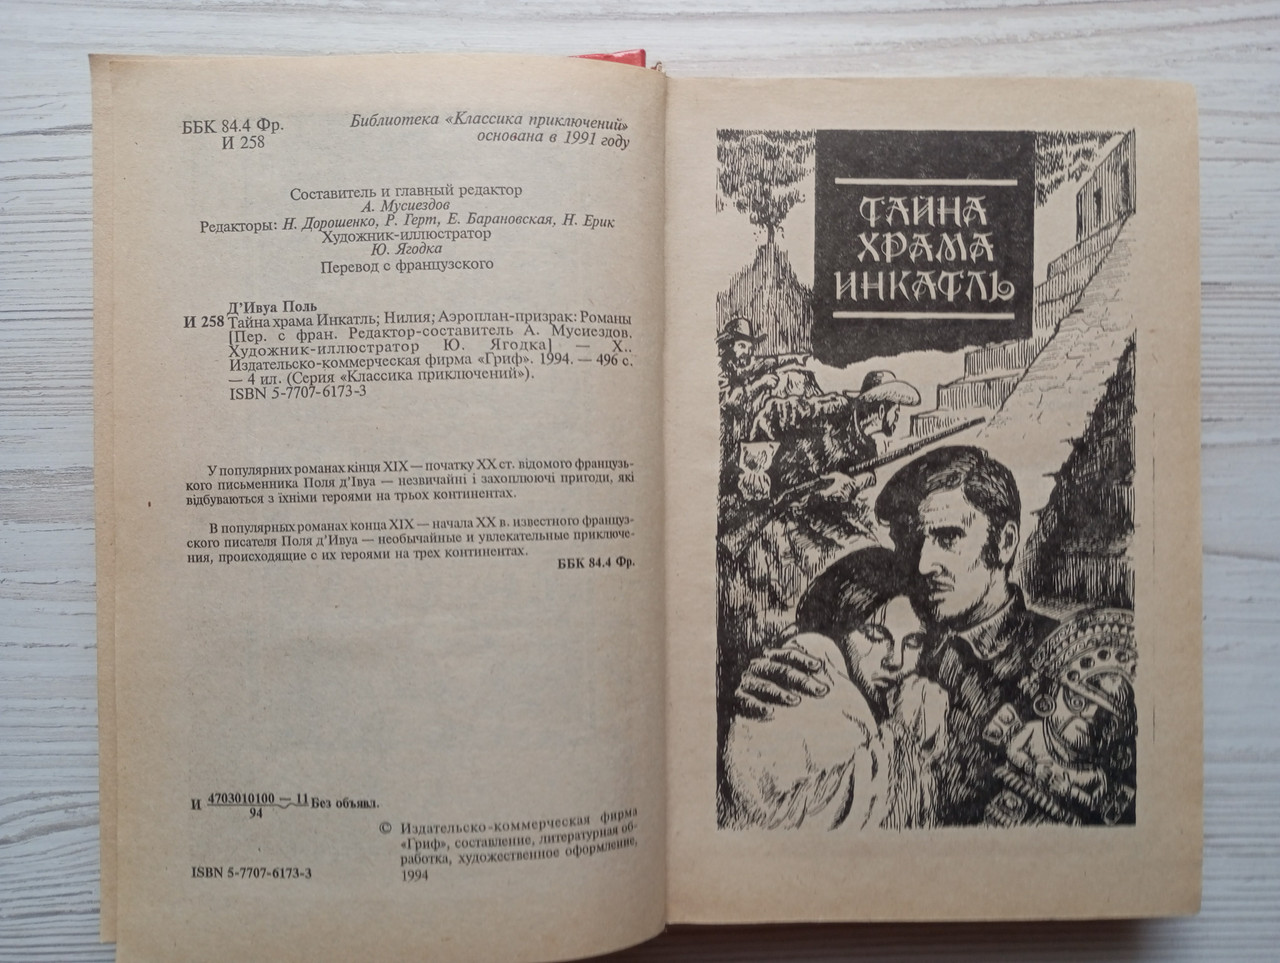 ББК 84.4 Фр.
И 258
Библиотека «Классика приключений»
основана в 1991 году
Составитель и главный редактор
А. Мусиездов
Редакторы: Н. Дорошенко, Р. Герт, Е. Барановская, Н. Ерик
Художник-иллюстратор
Ю. Ягодка
Перевод с французского
Д’Ивуа Поль
И 258 Тайна храма Инкатль; Нилия; Аэроплан-призрак: Романы
[Пер. с фран. Редактор-составитель А. Мусиездов.
Художник-иллюстратор Ю. Ягодка] — Х.,
Издательско-коммерческая фирма «Гриф». 1994. — 496 с.
— 4 ил. (Серия «Классика приключений»).
ISBN 5-7707-6173-3
У популярних романах кінця XIX — початку XX ст. відомого французь-
кого письменника Поля д’Івуа — незвичайні і захоплюючі пригоди, які
відбуваються з їхніми героями на трьох континентах.
В популярных романах конца XIX — начала XX в. известного француз-
ского писателя Поля д’Ивуа — необычайные и увлекательные приключе-
ния, происходящие с их героями на трех континентах.
ББК 84.4 Фр.
И 4703010100 — 11 Без объявл.
94
© Издательско-коммерческая фирма
«Гриф», составление, литературная об-
работка, художественное оформление,
1994
ISBN 5-7707-6173-3
ТАЙНА
ХРАМА
ИНКАТЛЬ